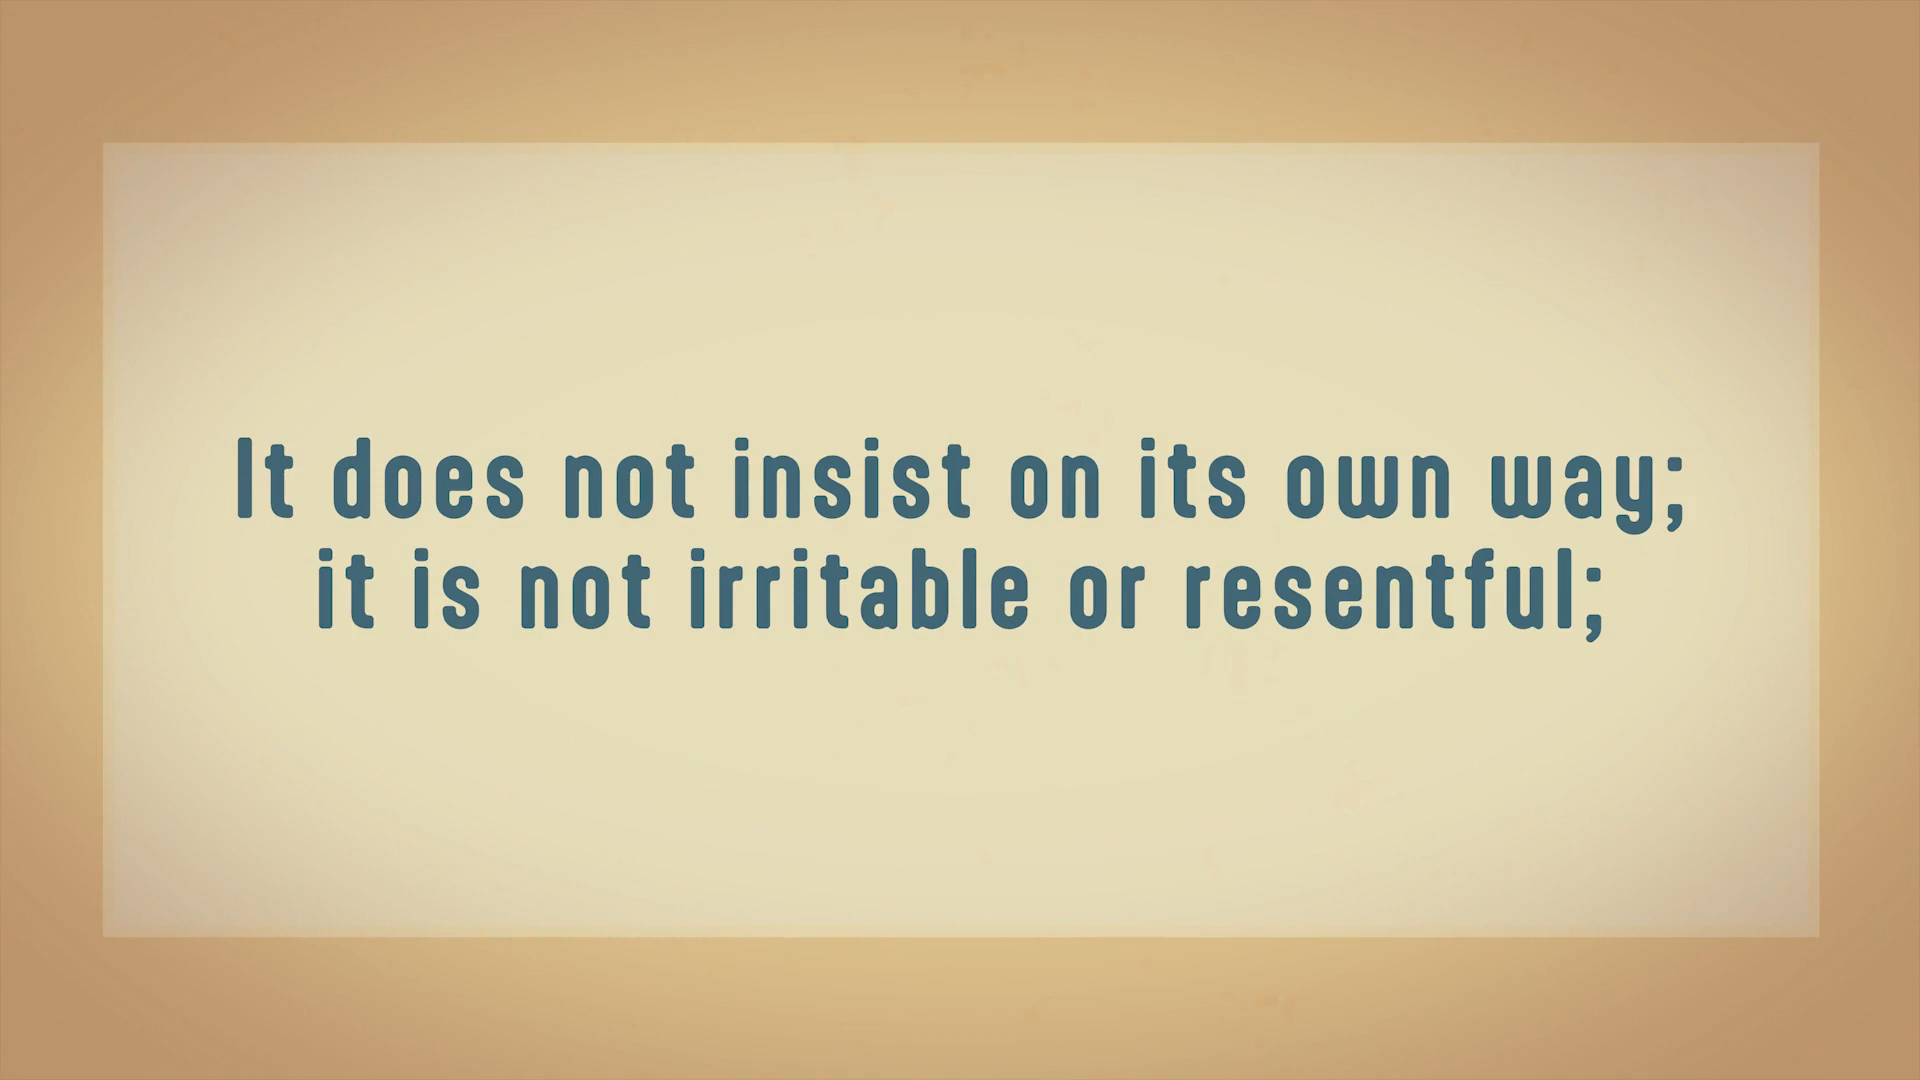 It does not insist on its own way;
it is not irritable or resentful;